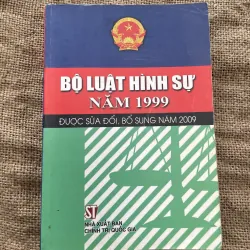 BỘ LUẬT HÌNH SỰ
NĂM 1999
ĐƯỢC SỬA ĐỔI, BỔ SUNG NĂM 2009
ST
NHÀ XUẤT BẢN
CHÍNH TRỊ QUỐC GIA